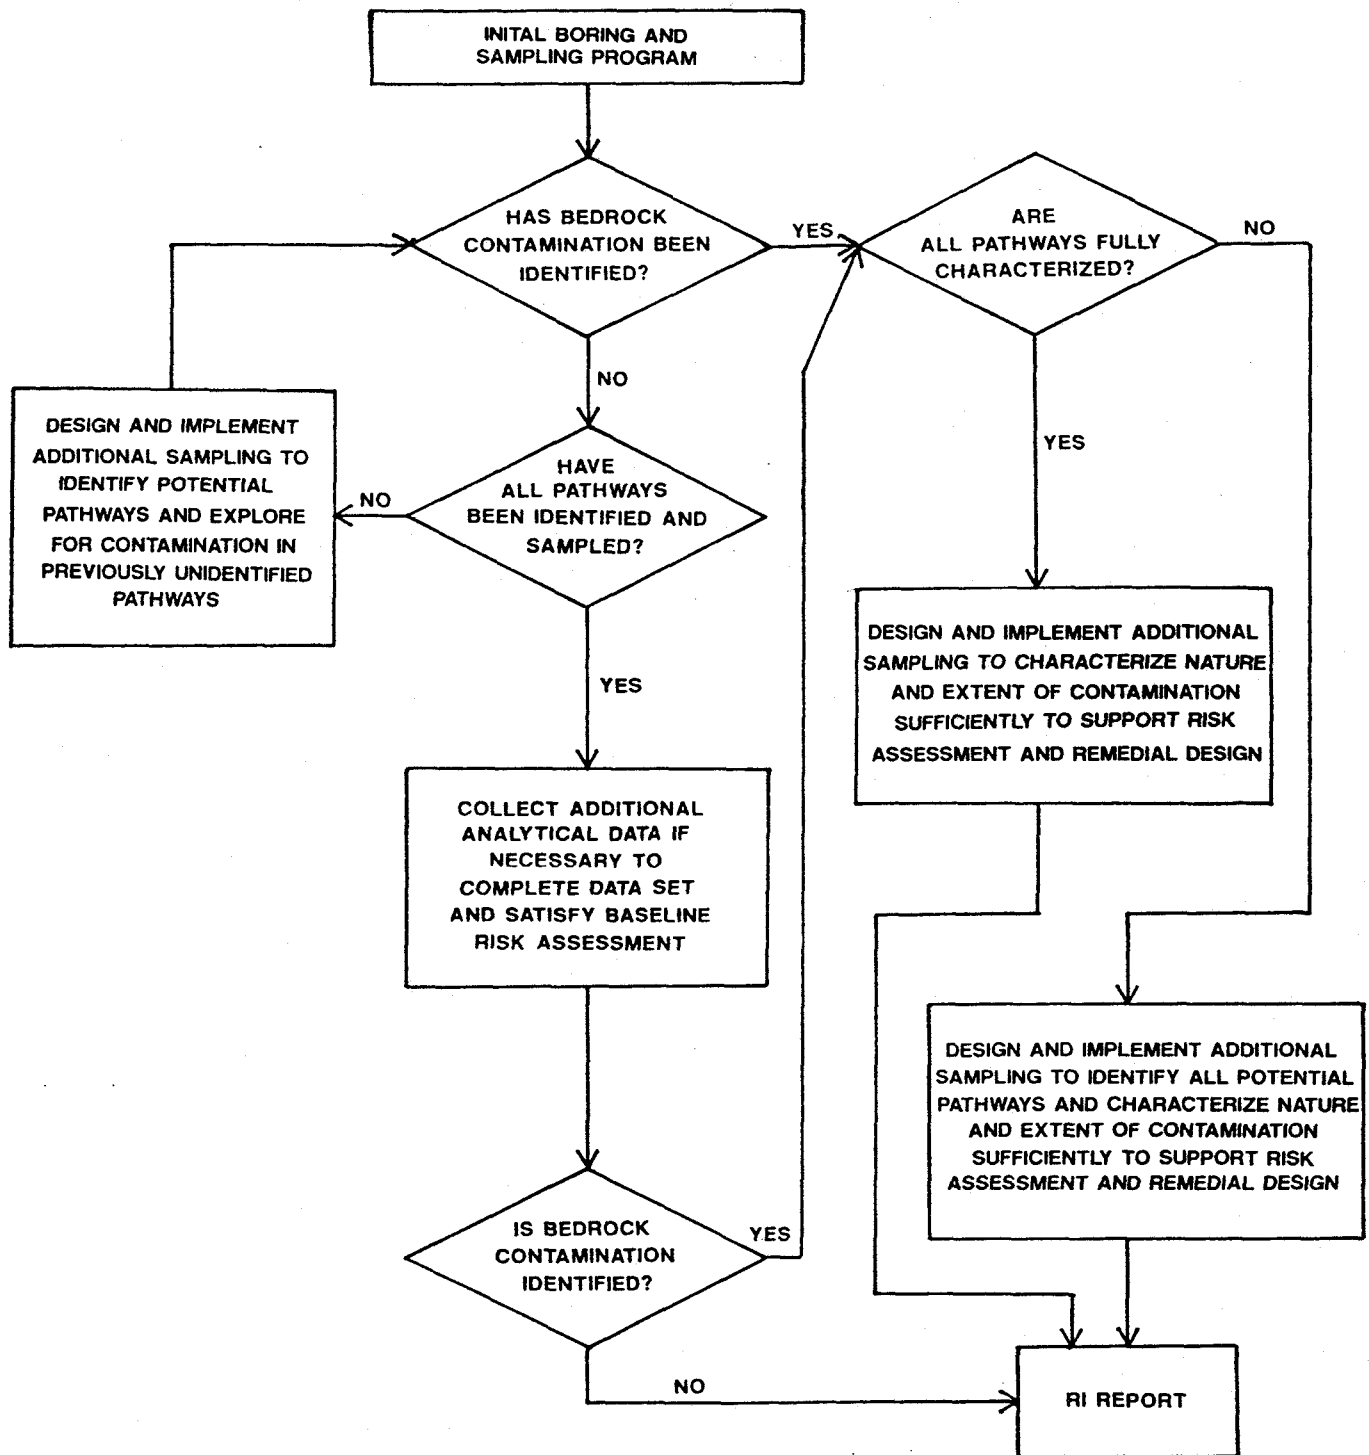 INITAL BORING AND
SAMPLING PROGRAM
HAS BEDROCK
CONTAMINATION BEEN
IDENTIFIED?
YES
ARE
ALL PATHWAYS FULLY
CHARACTERIZED?
NO
NO
YES
DESIGN AND IMPLEMENT
ADDITIONAL SAMPLING TO
IDENTIFY POTENTIAL
PATHWAYS AND EXPLORE
FOR CONTAMINATION IN
PREVIOUSLY UNIDENTIFIED
PATHWAYS
NO
HAVE
ALL PATHWAYS
BEEN IDENTIFIED AND
SAMPLED?
YES
DESIGN AND IMPLEMENT ADDITIONAL
SAMPLING TO CHARACTERIZE NATURE
AND EXTENT OF CONTAMINATION
SUFFICIENTLY TO SUPPORT RISK
ASSESSMENT AND REMEDIAL DESIGN
COLLECT ADDITIONAL
ANALYTICAL DATA IF
NECESSARY TO
COMPLETE DATA SET
AND SATISFY BASELINE
RISK ASSESSMENT
DESIGN AND IMPLEMENT ADDITIONAL
SAMPLING TO IDENTIFY ALL POTENTIAL
PATHWAYS AND CHARACTERIZE NATURE
AND EXTENT OF CONTAMINATION
SUFFICIENTLY TO SUPPORT RISK
ASSESSMENT AND REMEDIAL DESIGN
IS BEDROCK
CONTAMINATION
IDENTIFIED?
YES
NO
RI REPORT